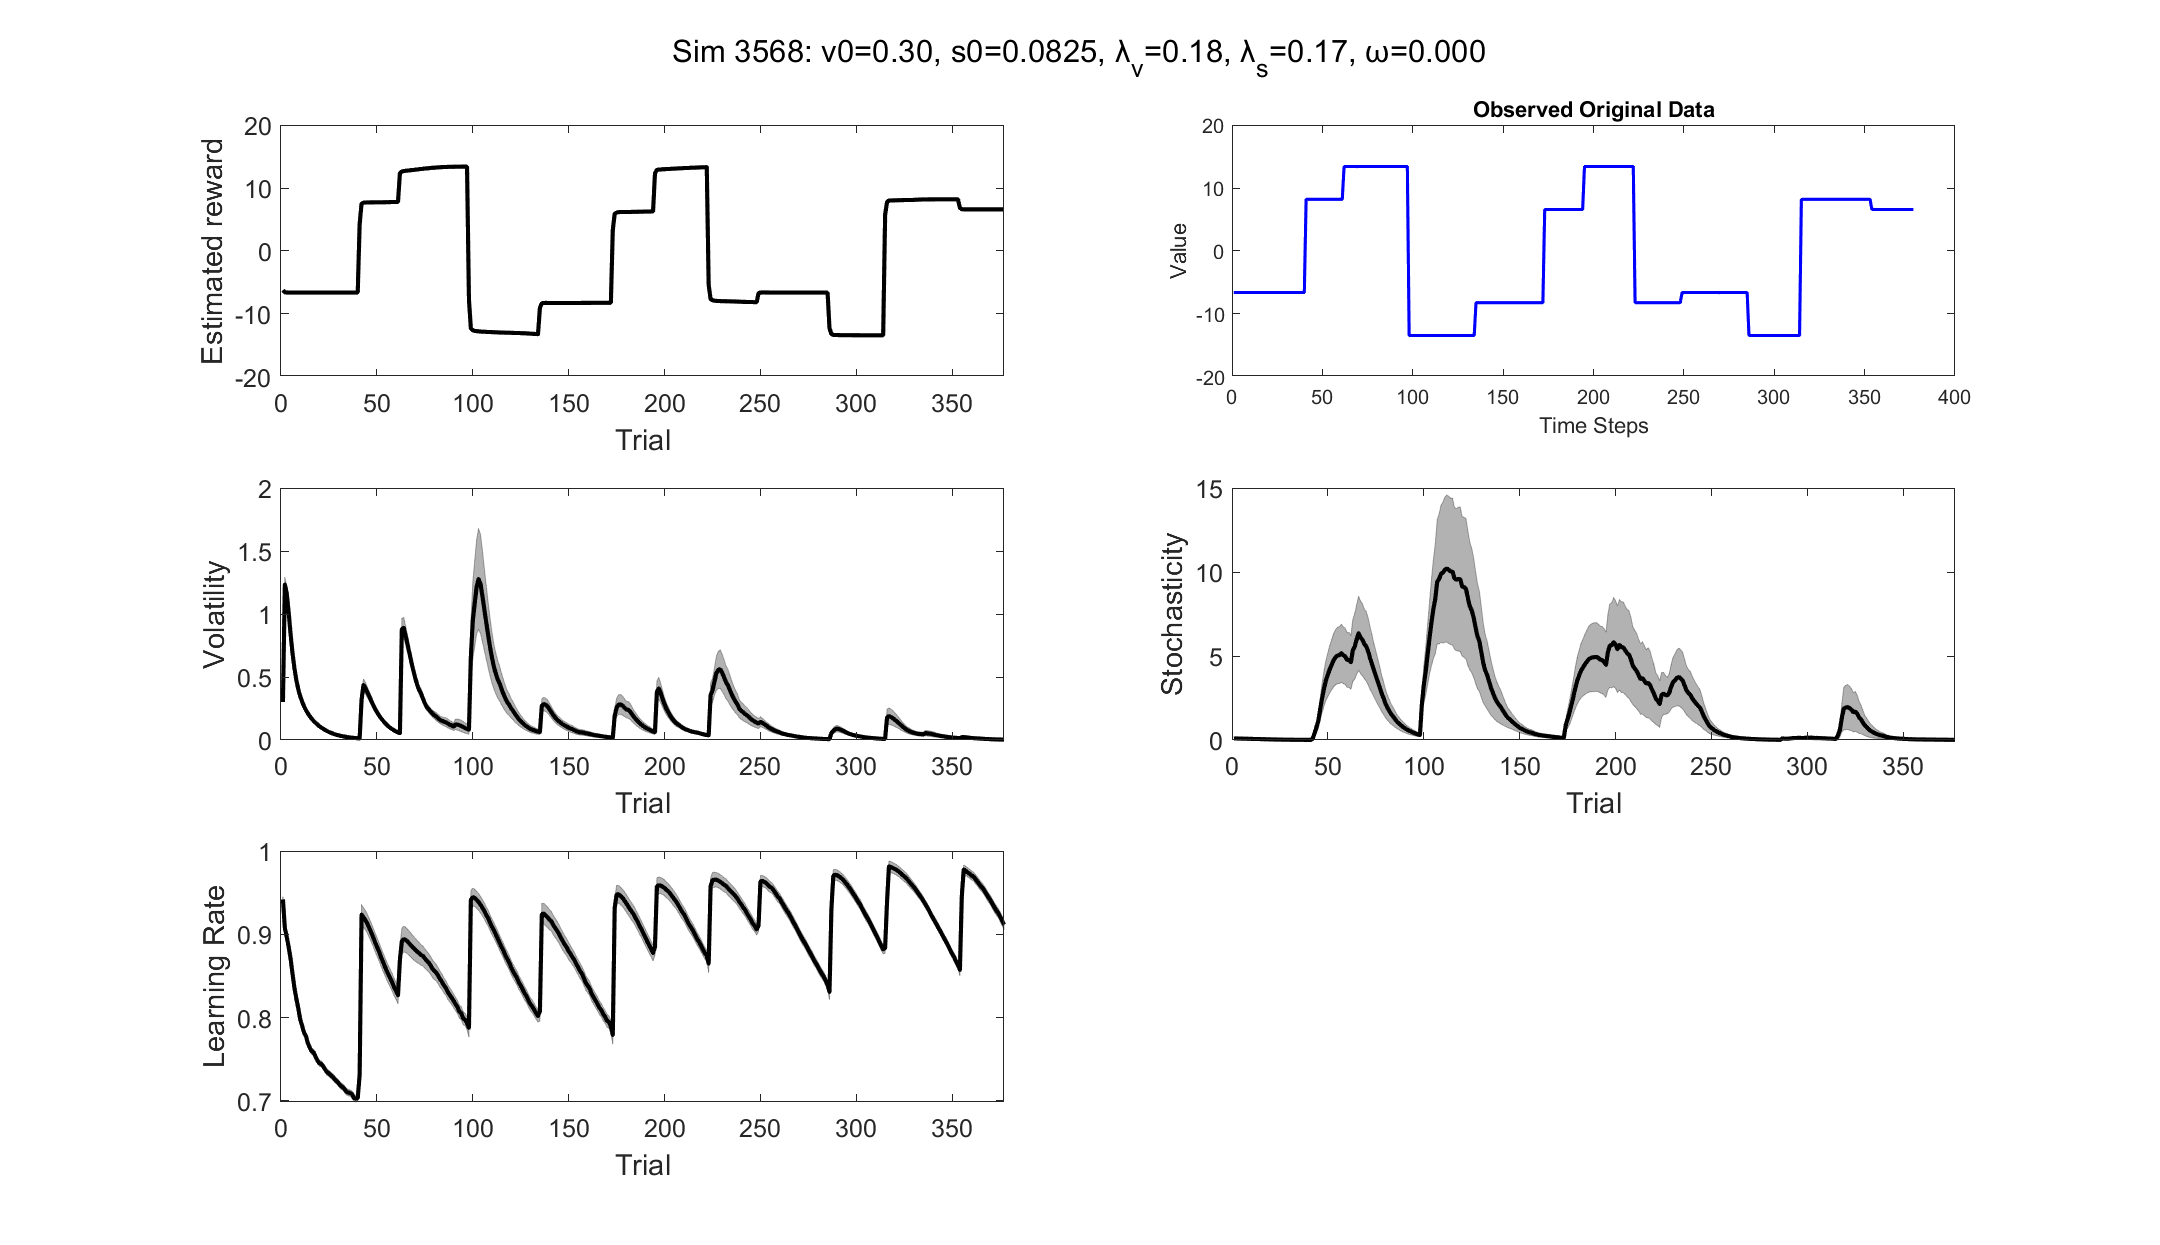 Sim 3568: v0=0.30, s0=0.0825, λ_v=0.18, λ_s=0.17, ω=0.000
Estimated reward
20
10
0
-10
-20
0 50 100 150 200 250 300 350
Trial
Observed Original Data
Value
20
10
0
-10
-20
0 50 100 150 200 250 300 350 400
Time Steps
Volatility
2
1.5
1
0.5
0
0 50 100 150 200 250 300 350
Trial
Stochasticity
15
10
5
0
0 50 100 150 200 250 300 350
Trial
Learning Rate
1
0.9
0.8
0.7
0 50 100 150 200 250 300 350
Trial